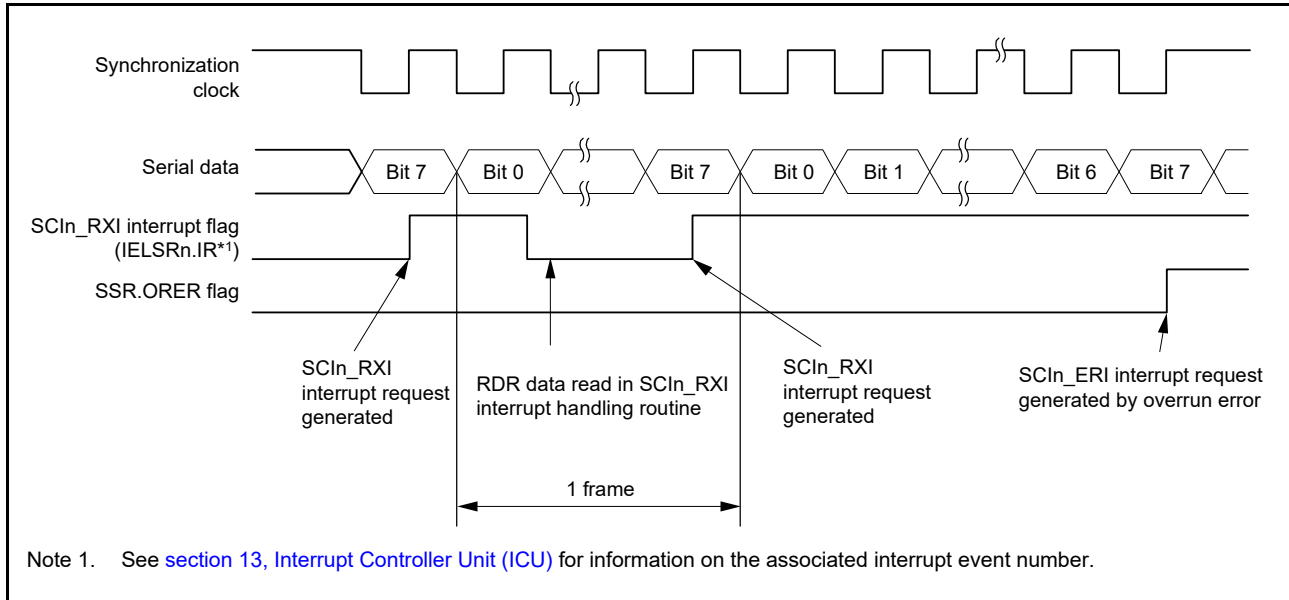 Synchronization
clock
Serial data
Bit 7
Bit 0
Bit 7
Bit 0
Bit 1
Bit 6
Bit 7
SCIn_RXI interrupt flag
(IELSRn.IR*1)
SSR.ORER flag
SCIn_RXI
interrupt request
generated
RDR data read in SCIn_RXI
interrupt handling routine
SCIn_RXI
interrupt request
generated
SCIn_ERI interrupt request
generated by overrun error
1 frame
Note 1. See section 13, Interrupt Controller Unit (ICU) for information on the associated interrupt event number.